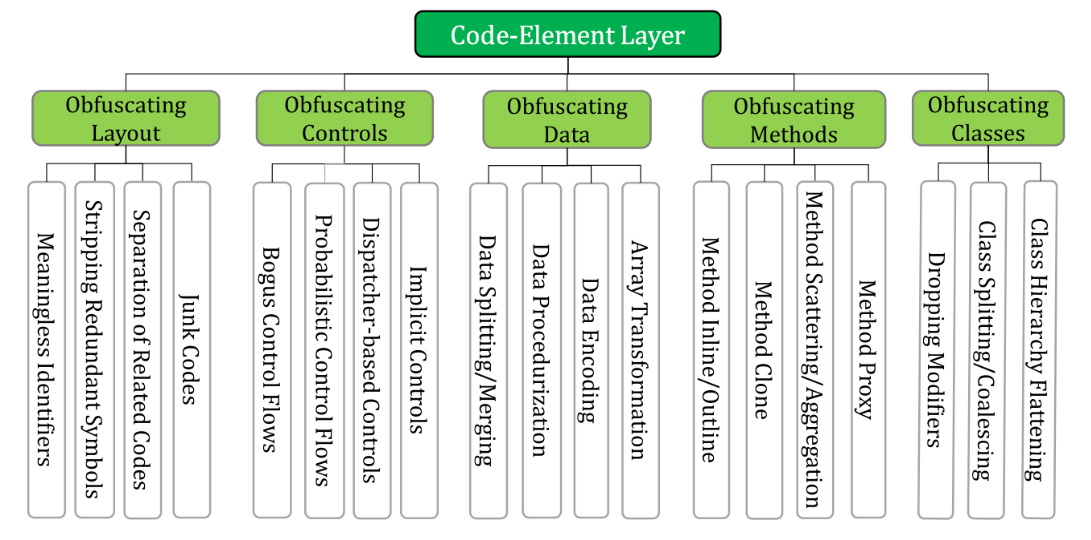 Code-Element Layer
Obfuscating
Layout
Obfuscating
Controls
Obfuscating
Data
Obfuscating
Methods
Obfuscating
Classes
Meaningless Identifiers
Stripping Redundant Symbols
Separation of Related Codes
Junk Codes
Bogus Control Flows
Probabilistic Control Flows
Dispatcher-based Controls
Implicit Controls
Data Splitting/Merging
Data Procedurization
Data Encoding
Array Transformation
Method Inline/Outline
Method Clone
Method Scattering/Aggregation
Method Proxy
Dropping Modifiers
Class Splitting/Coalescing
Class Hierarchy Flattening